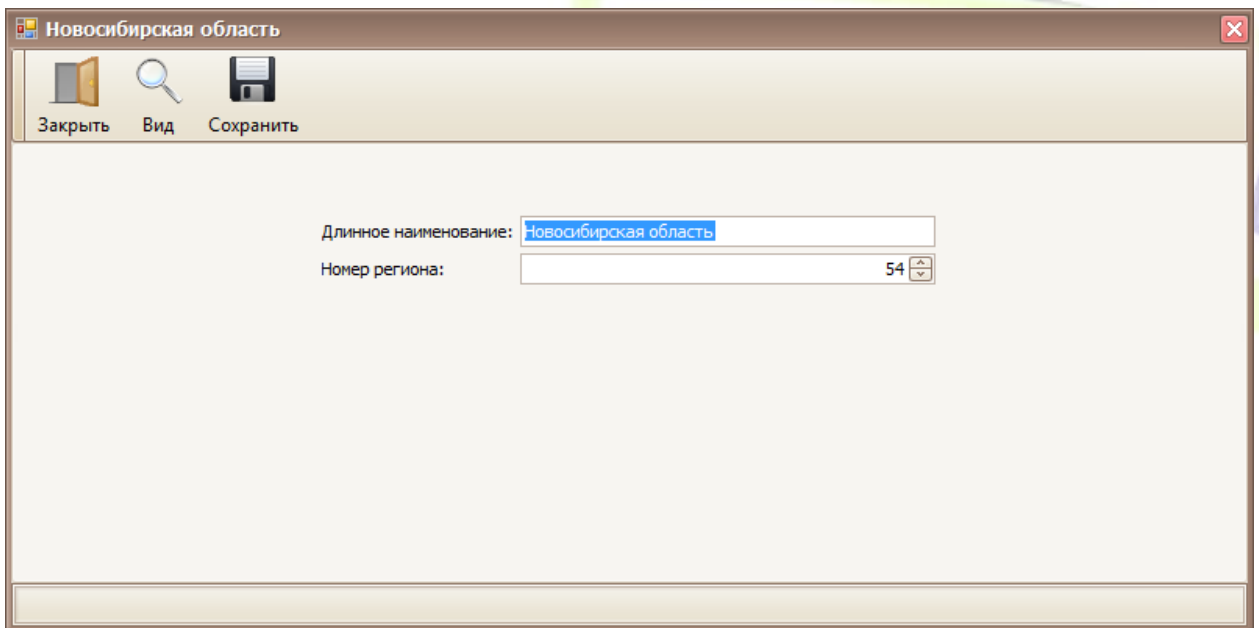 Новосибирская область
Закрыть Вид Сохранить
Длинное наименование: Новосибирская область
Номер региона: 54